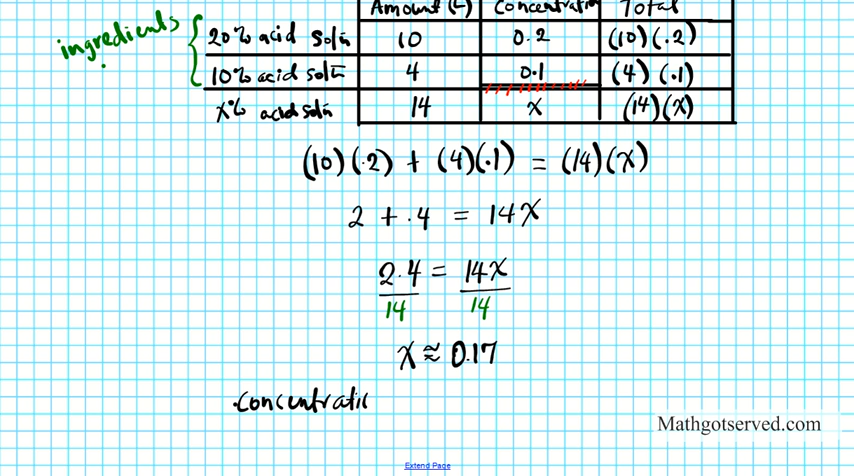 Amount (L) Concentratio Total
ingredients
20% acid soln 10 0.2 (10)(.2)
10% acid soln 4 0.1 (4)(.1)
x% acid soln 14 x (14)(x)
(10)(.2) + (4)(.1) = (14)(x)
2 + .4 = 14x
2.4 = 14x
14 14
x ≈ 0.17
.concentratic
Mathgotserved.com
Extend Page